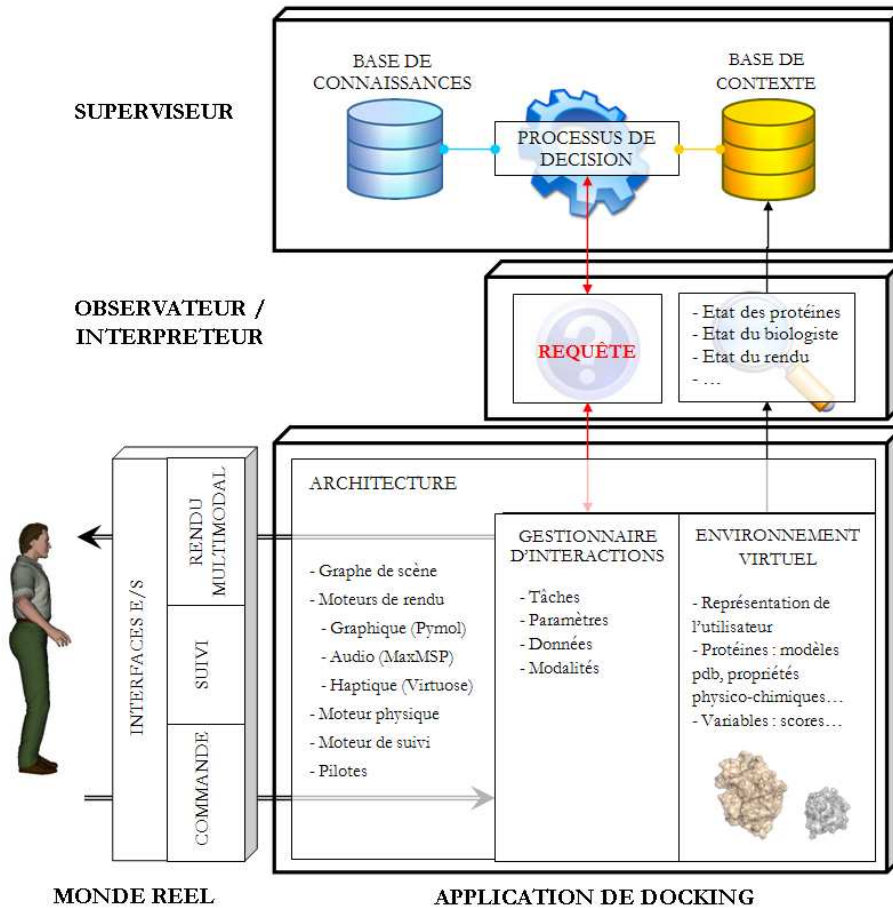 BASE DE
CONNAISSANCES
BASE DE
CONTEXTE
SUPERVISEUR
PROCESSUS DE
DECISION
OBSERVATEUR /
INTERPRETEUR
REQUÊTE
- Etat des protéines
- Etat du biologiste
- Etat du rendu
- ...
INTERFACES E/S
RENDU
MULTIMODAL
SUIVI
COMMANDE
ARCHITECTURE
- Graphe de scène
- Moteurs de rendu
- Graphique (Pymol)
- Audio (MaxMSP)
- Haptique (Virtuose)
- Moteur physique
- Moteur de suivi
- Pilotes
GESTIONNAIRE
D'INTERACTIONS
- Tâches
- Paramètres
- Données
- Modalités
ENVIRONNEMENT
VIRTUEL
- Représentation de
l'utilisateur
- Protéines : modèles
pdb, propriétés
physico-chimiques...
- Variables : scores...
MONDE REEL
APPLICATION DE DOCKING